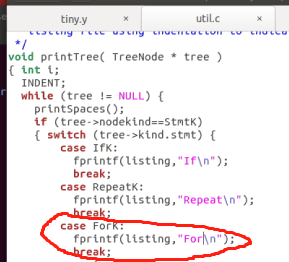 tiny.y × util.c ×
listing file using indentation to indica
*/
void printTree( TreeNode * tree )
{ int i;
INDENT;
while (tree != NULL) {
printSpaces();
if (tree->nodekind==StmtK)
{ switch (tree->kind.stmt) {
case IfK:
fprintf(listing,"If\n");
break;
case RepeatK:
fprintf(listing,"Repeat\n");
break;
case ForK:
fprintf(listing,"For\n");
break;